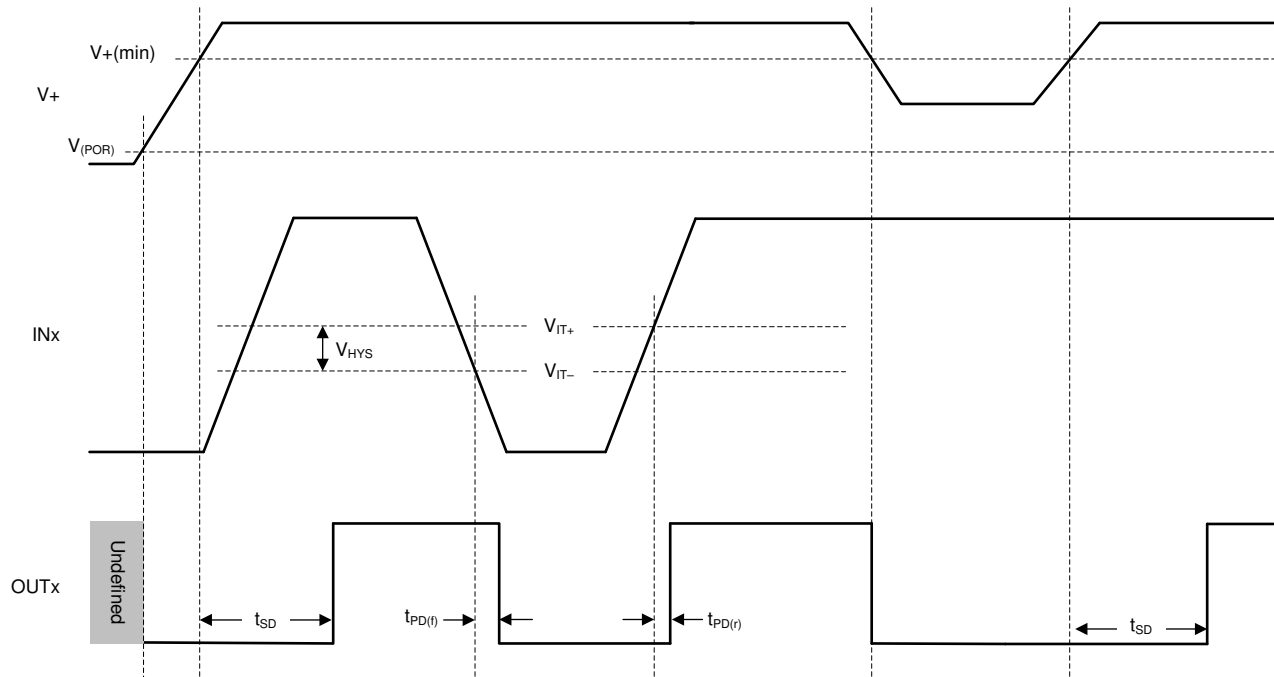 V+(min)
V+
V(POR)
VIT+
INx
VHYS
VIT–
Undefined
OUTx
tSD
tPD(f)
tPD(r)
tSD